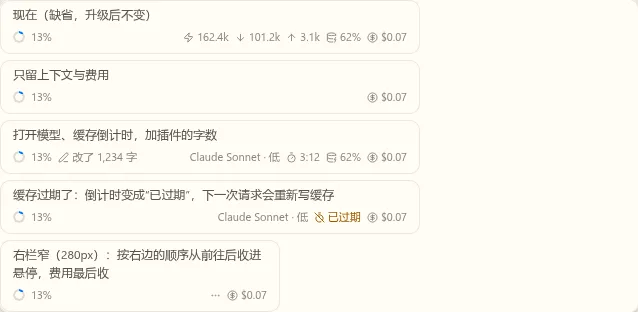 现在（缺省，升级后不变）
13% 162.4k 101.2k 3.1k 62% $0.07
只留上下文与费用
13% $0.07
打开模型、缓存倒计时，加插件的字数
13% 改了 1,234 字 Claude Sonnet · 低 3:12 62% $0.07
缓存过期了：倒计时变成“已过期”，下一次请求会重新写缓存
13% Claude Sonnet · 低 已过期 $0.07
右栏窄（280px）：按右边的顺序从前往后收进
悬停，费用最后收
13% ··· $0.07